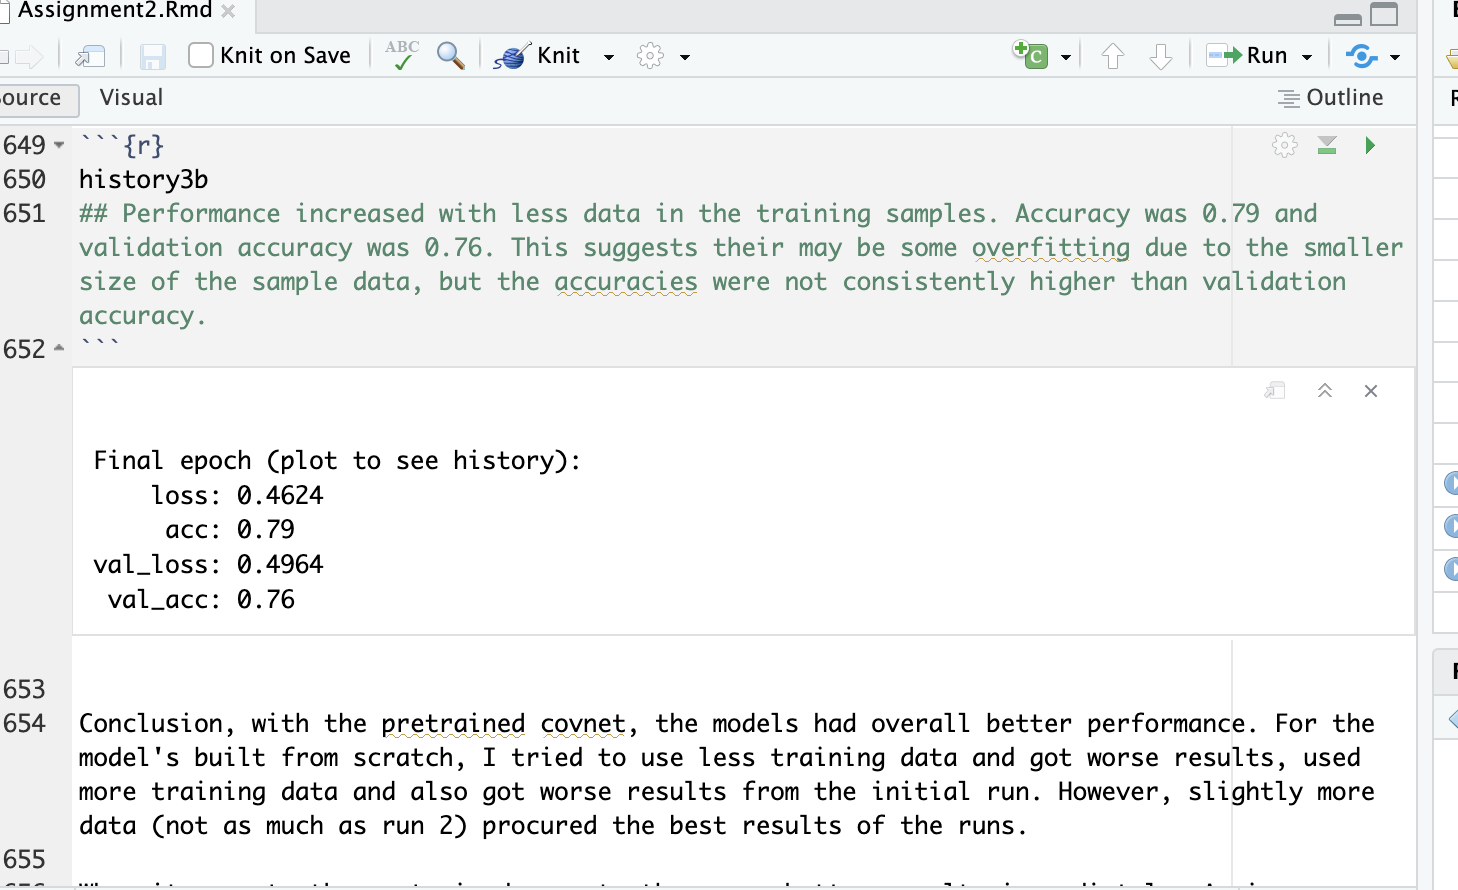 Assignment2.Rmd
Knit on Save
ABC
Knit
C
Run
ource
Visual
Outline
649 ```{r}
650 history3b
651 ## Performance increased with less data in the training samples. Accuracy was 0.79 and
validation accuracy was 0.76. This suggests their may be some overfitting due to the smaller
size of the sample data, but the accuracies were not consistently higher than validation
accuracy.
652 ```
Final epoch (plot to see history):
loss: 0.4624
acc: 0.79
val_loss: 0.4964
val_acc: 0.76
653
654 Conclusion, with the pretrained covnet, the models had overall better performance. For the
model's built from scratch, I tried to use less training data and got worse results, used
more training data and also got worse results from the initial run. However, slightly more
data (not as much as run 2) procured the best results of the runs.
655